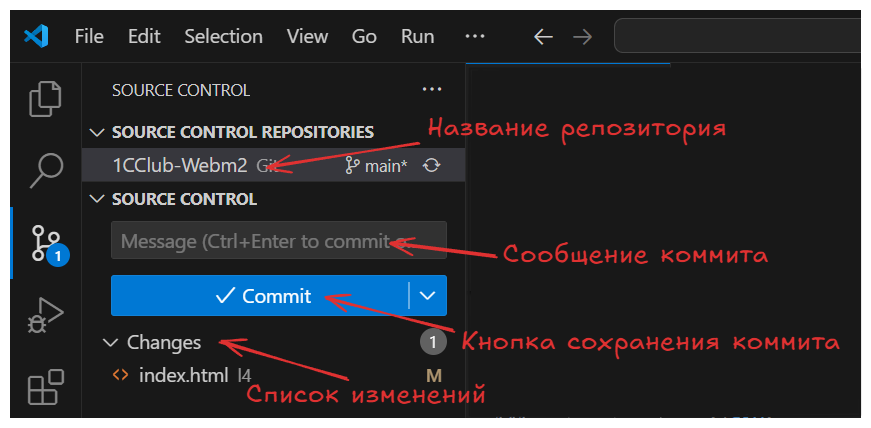 File Edit Selection View Go Run ···
SOURCE CONTROL ···
SOURCE CONTROL REPOSITORIES
Название репозитория
1CClub-Webm2 Git main*
SOURCE CONTROL
Message (Ctrl+Enter to commit o
Сообщение коммита
1
Commit
Кнопка сохранения коммита
Changes 1
index.html l4 M
Список изменений